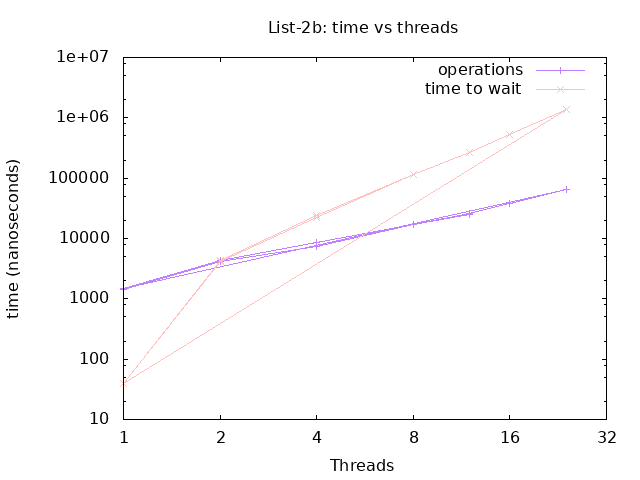 List-2b: time vs threads
1e+07
1e+06
100000
10000
1000
100
10
time (nanoseconds)
operations
time to wait
1 2 4 8 16 32
Threads